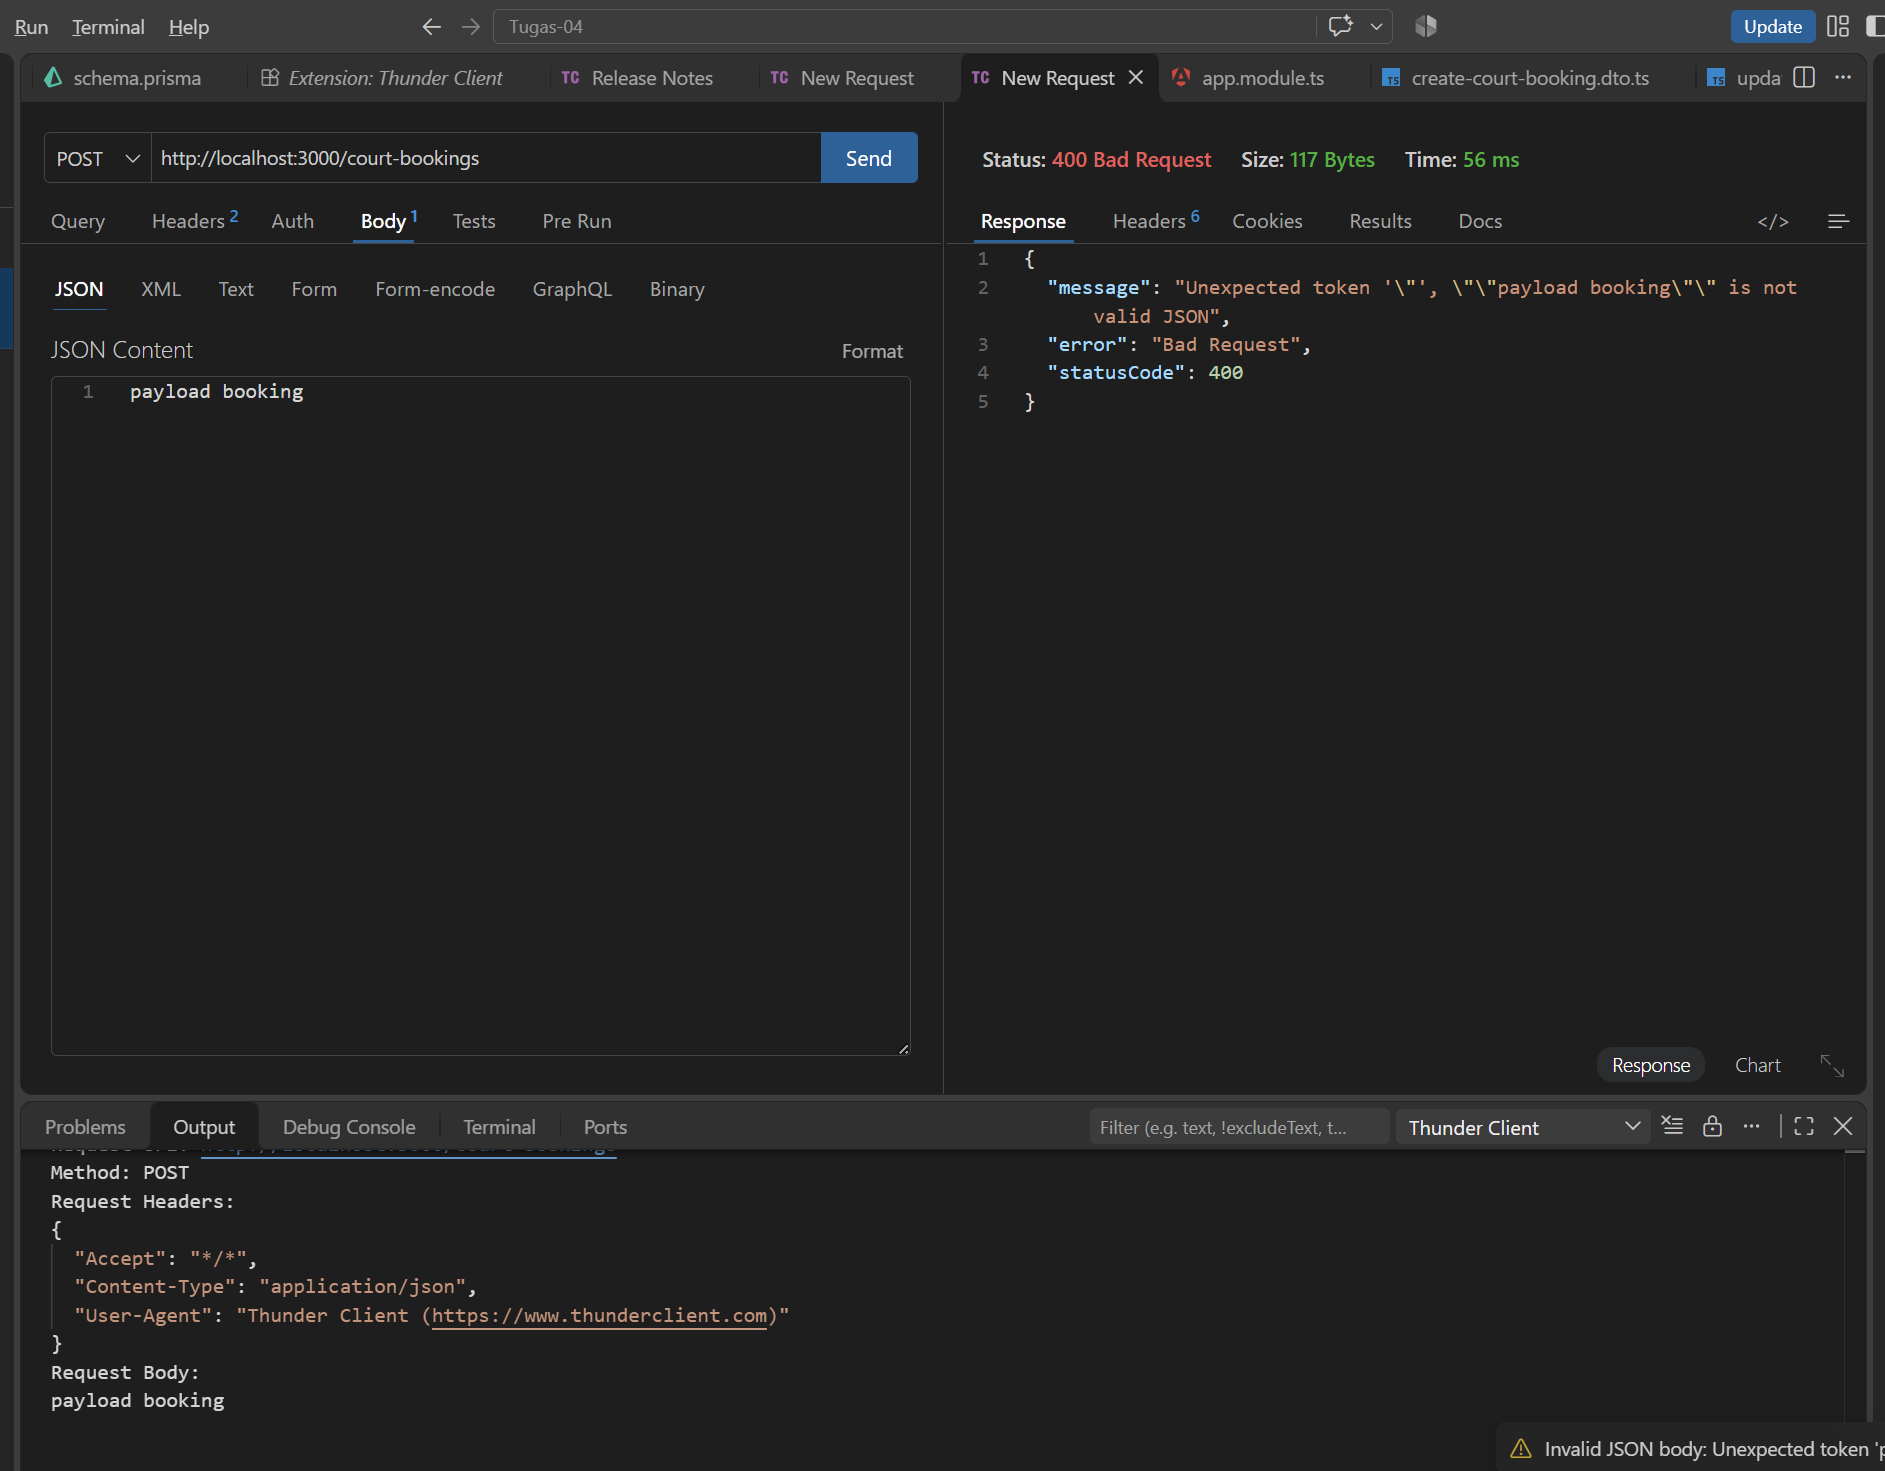 Run Terminal Help Tugas-04 Update
schema.prisma Extension: Thunder Client TC Release Notes TC New Request TC New Request app.module.ts TS create-court-booking.dto.ts TS upda
POST http://localhost:3000/court-bookings Send
Query Headers 2 Auth Body 1 Tests Pre Run
JSON XML Text Form Form-encode GraphQL Binary
JSON Content Format
1 payload booking
Status: 400 Bad Request Size: 117 Bytes Time: 56 ms
Response Headers 6 Cookies Results Docs </>
1 {
2 "message": "Unexpected token '\"', \"\"payload booking\"\" is not
valid JSON",
3 "error": "Bad Request",
4 "statusCode": 400
5 }
Response Chart
Problems Output Debug Console Terminal Ports Filter (e.g. text, !excludeText, t... Thunder Client
Method: POST
Request Headers:
{
"Accept": "*/*",
"Content-Type": "application/json",
"User-Agent": "Thunder Client (https://www.thunderclient.com)"
}
Request Body:
payload booking
Invalid JSON body: Unexpected token 'p